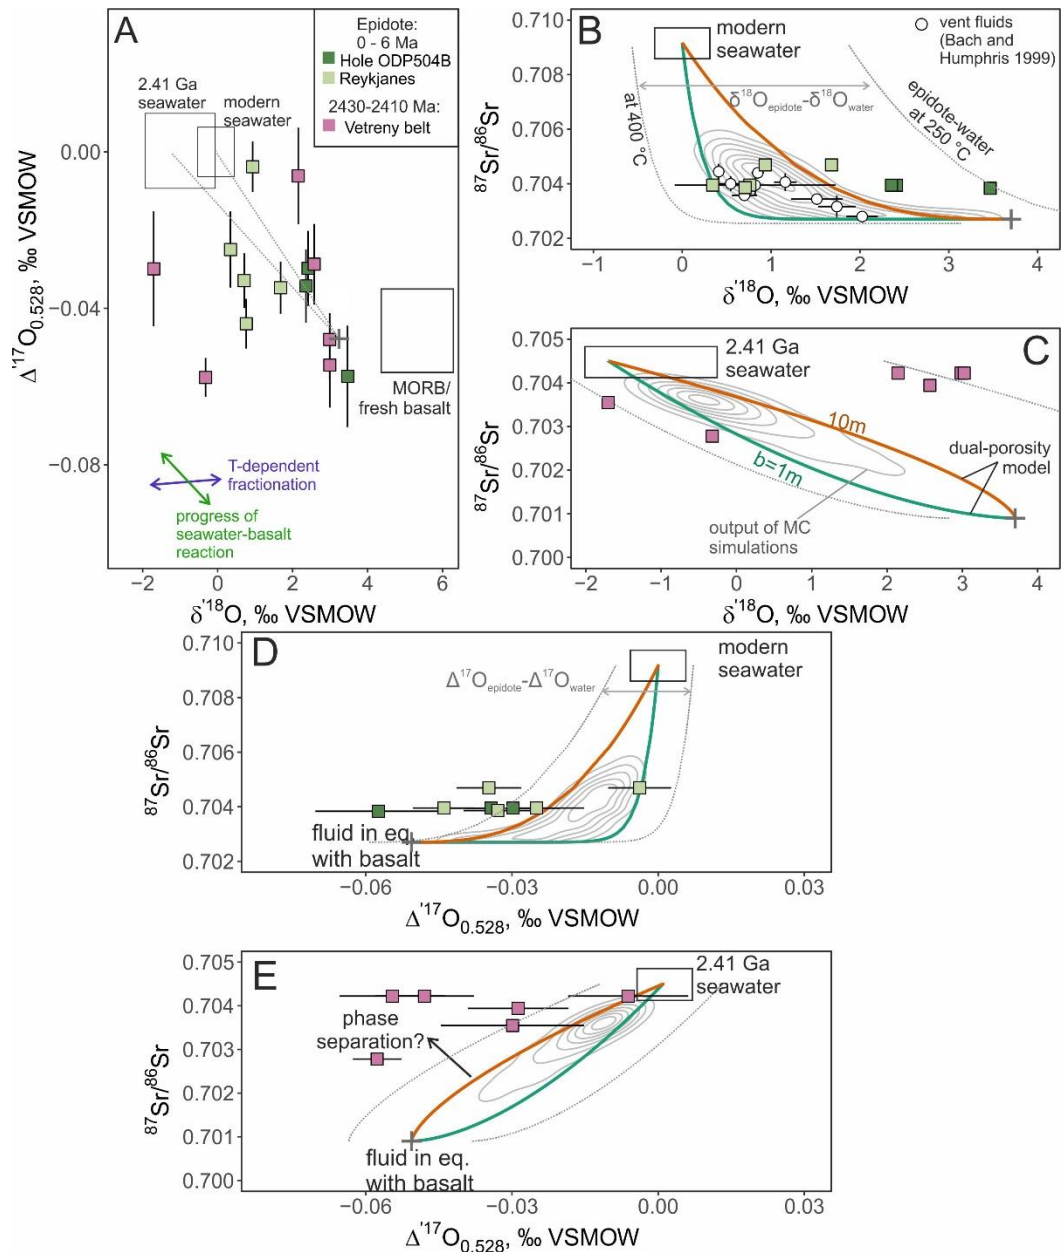 A
Epidote:
0 - 6 Ma
Hole ODP504B
Reykjanes
2430-2410 Ma:
Vetreny belt
2.41 Ga
seawater
modern
seawater
0.00
−0.04
−0.08
MORB/
fresh basalt
T-dependent
fractionation
progress of
seawater-basalt
reaction
−2
0
2
4
6
δ'18O, ‰ VSMOW
Δ'17O0.528, ‰ VSMOW
B
modern
seawater
vent fluids
(Bach and
Humphris 1999)
δ18Oepidote-δ18Owater
at 400 °C
epidote-water
at 250 °C
0.710
0.708
0.706
0.704
0.702
87Sr/86Sr
−1
0
1
2
3
4
δ'18O, ‰ VSMOW
C
2.41 Ga
seawater
10m
b=1m
dual-porosity
model
output of MC
simulations
0.705
0.704
0.703
0.702
0.701
0.700
87Sr/86Sr
−2
−1
0
1
2
3
4
δ'18O, ‰ VSMOW
D
modern
seawater
Δ17Oepidote-Δ17Owater
fluid in eq.
with basalt
0.710
0.708
0.706
0.704
0.702
87Sr/86Sr
−0.06
−0.03
0.00
0.03
Δ'17O0.528, ‰ VSMOW
E
2.41 Ga
seawater
phase
separation?
fluid in eq.
with basalt
0.705
0.704
0.703
0.702
0.701
0.700
87Sr/86Sr
−0.06
−0.03
0.00
0.03
Δ'17O0.528, ‰ VSMOW